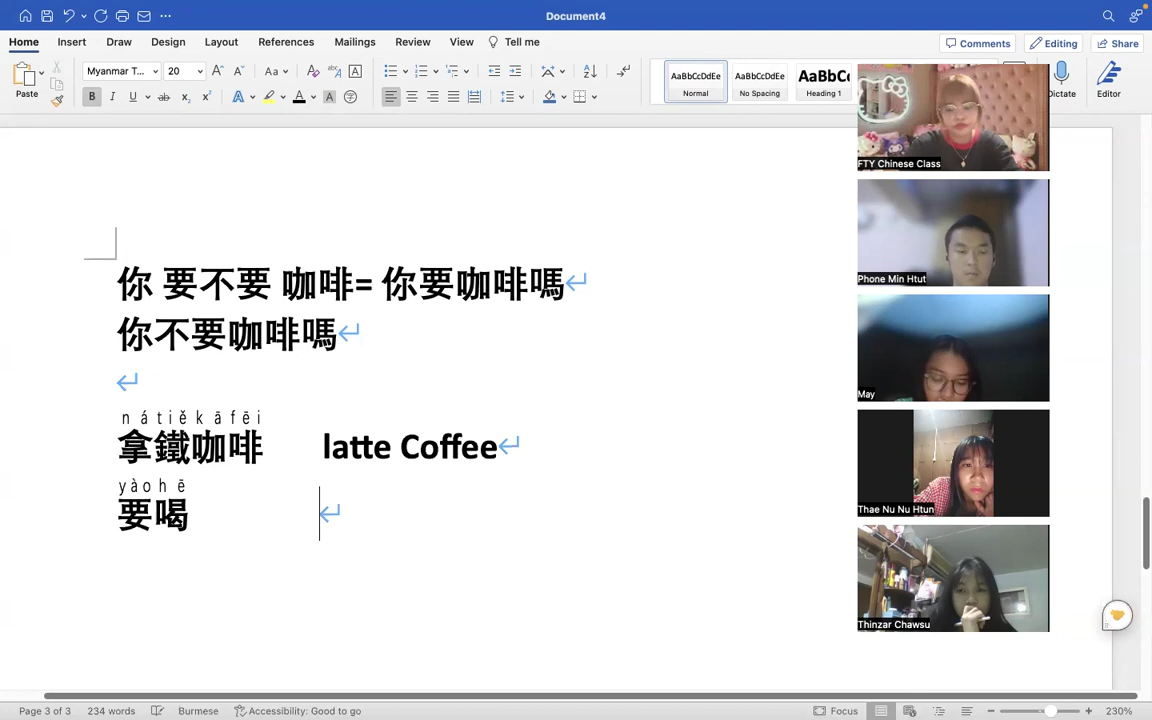 Document4
Home Insert Draw Design Layout References Mailings Review View Tell me
Comments Editing Share
Paste
Myanmar T... 20
Aa
AaBbCcDdEe
Normal
AaBbCcDdEe
No Spacing
AaBbC
Heading 1
Dictate
Editor
FTY Chinese Class
Phone Min Htut
May
Thae Nu Nu Htun
Thinzar Chawsu
你 要不要 咖啡= 你要咖啡嗎
你不要咖啡嗎
nátiěkāfēi
拿鐵咖啡 latte Coffee
yàohē
要喝
Page 3 of 3 234 words Burmese Accessibility: Good to go Focus 230%